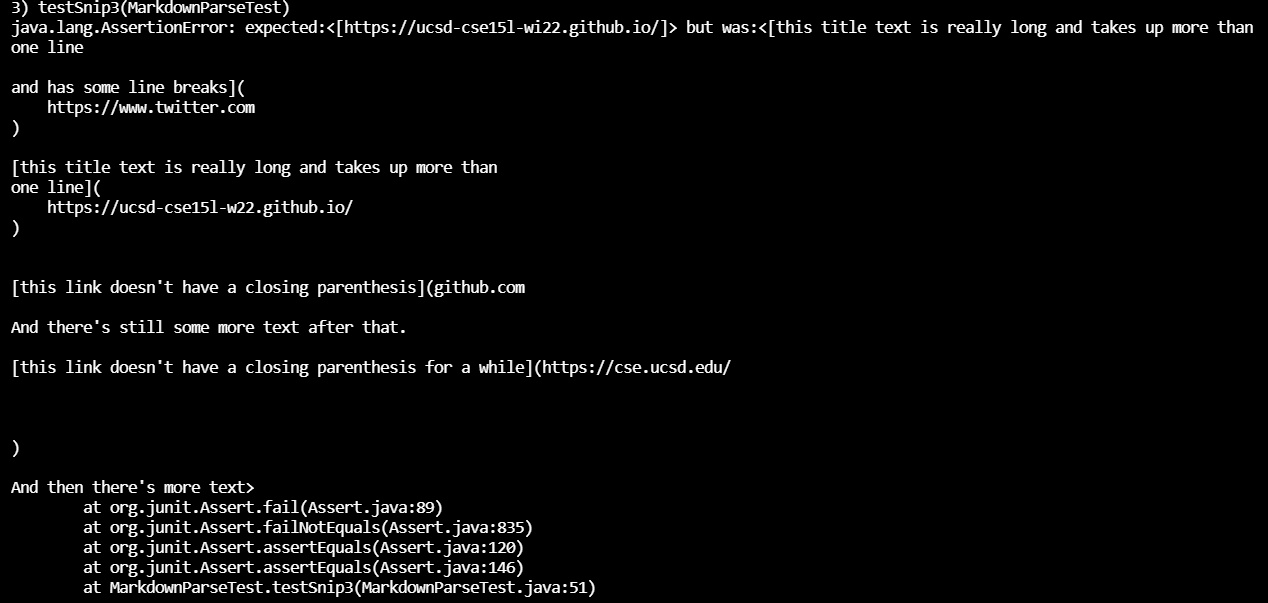 3) testSnip3(MarkdownParseTest)
java.lang.AssertionError: expected:<[https://ucsd-cse15l-wi22.github.io/]> but was:<[this title text is really long and takes up more than
one line
and has some line breaks](
https://www.twitter.com
)
[this title text is really long and takes up more than
one line](
https://ucsd-cse15l-w22.github.io/
)
[this link doesn't have a closing parenthesis](github.com
And there's still some more text after that.
[this link doesn't have a closing parenthesis for a while](https://cse.ucsd.edu/
)
And then there's more text>
at org.junit.Assert.fail(Assert.java:89)
at org.junit.Assert.failNotEquals(Assert.java:835)
at org.junit.Assert.assertEquals(Assert.java:120)
at org.junit.Assert.assertEquals(Assert.java:146)
at MarkdownParseTest.testSnip3(MarkdownParseTest.java:51)